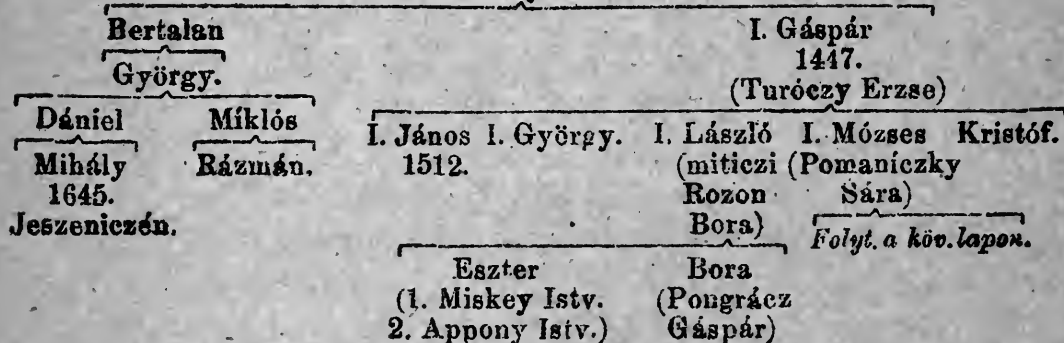 Bertalan I. Gáspár
György. 1447.
(Turóczy Erzse)
Dániel Míklós I. János I. György. I. László I. Mózses Kristóf.
Mihály Rázmán. 1512. (miticzi (Pomaniczky
1645. Rozon Sára)
Jeszeniczén. Bora) Folyt. a köv. lapon.
Eszter Bora
(1. Miskey Istv. (Pongrácz
2. Appony Istv.) Gáspár)